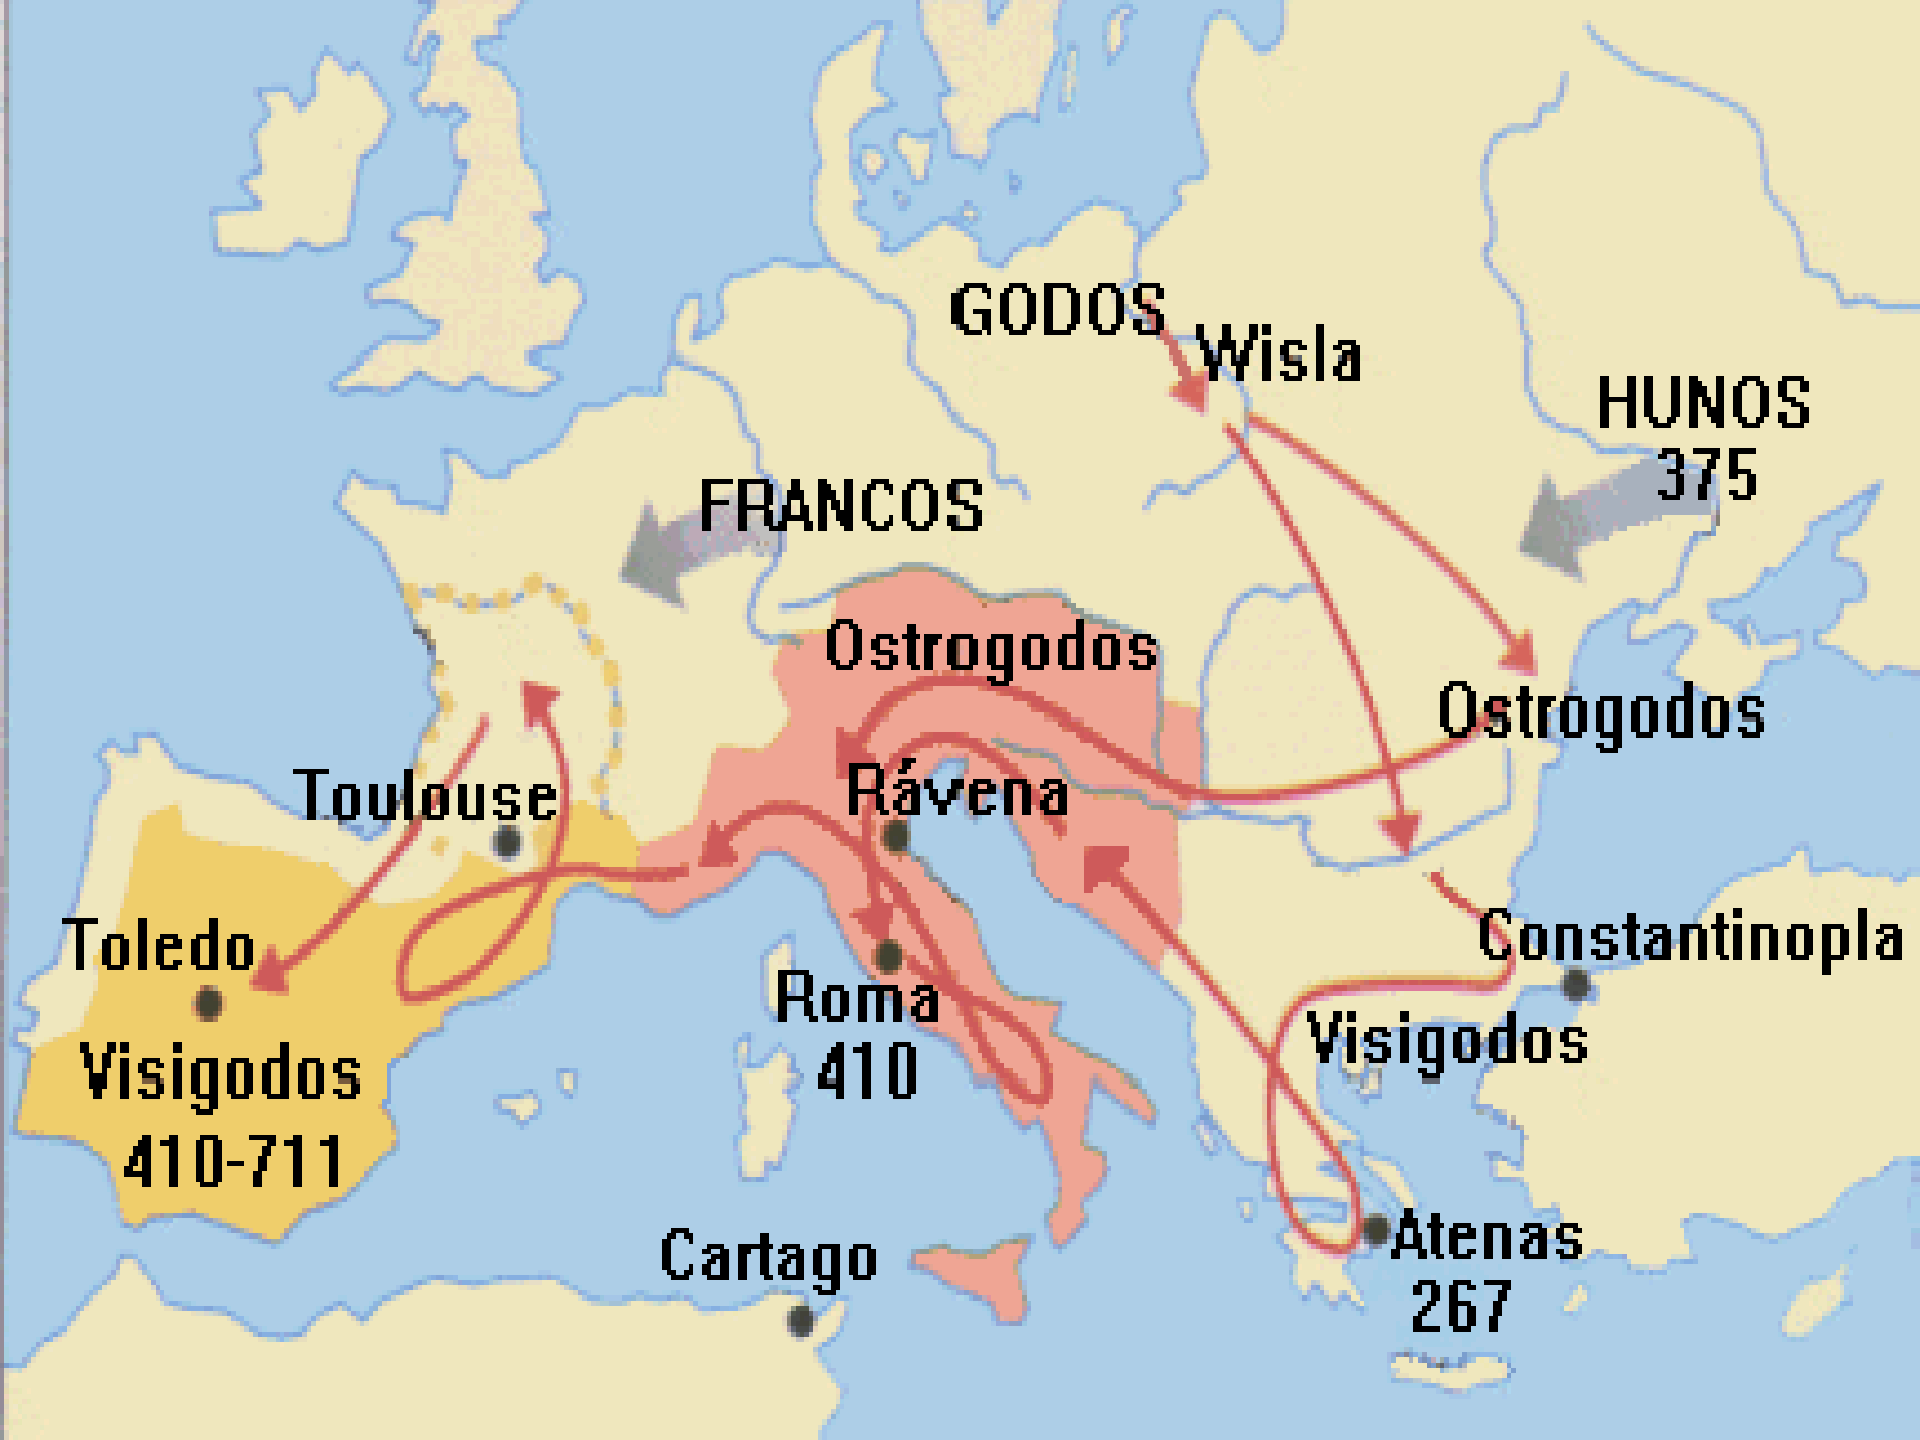 GODOS
Wisla
HUNOS
375
FRANCOS
Ostrogodos
Ostrogodos
Toulouse
Rávena
Toledo
Constantinopla
Roma
410
Visigodos
Visigodos
410-711
Cartago
Atenas
267